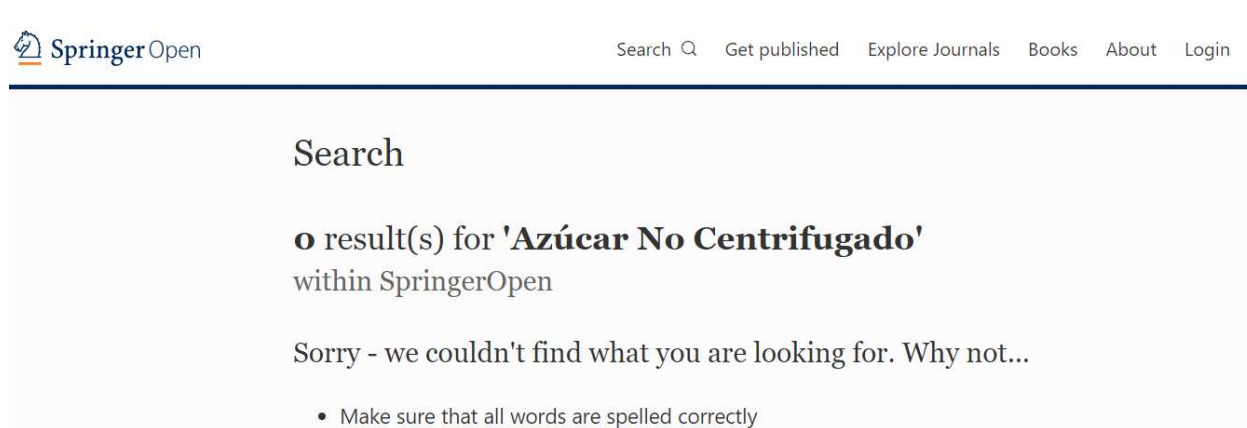 Springer Open Search Get published Explore Journals Books About Login
Search
0 result(s) for 'Azúcar No Centrifugado'
within SpringerOpen
Sorry - we couldn't find what you are looking for. Why not...
• Make sure that all words are spelled correctly